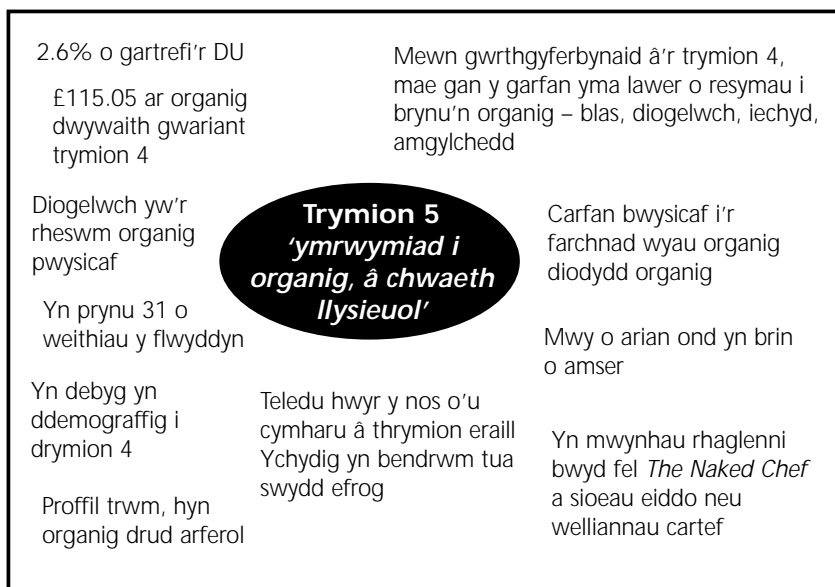 2.6% o gartrefi'r DU
£115.05 ar organig
dwywaith gwariant
trymion 4
Mewn gwrthgyferbynaid â'r trymion 4,
mae gan y garfan yma lawer o resymau i
brynu'n organig – blas, diogelwch, iechyd,
amgylchedd
Diogelwch yw'r
rheswm organig
pwysicaf
Trymion 5
'ymrwymiad i
organig, â chwaeth
llysieuol'
Carfan bwysicaf i'r
farchnad wyau organig
diodydd organig
Yn prynu 31 o
weithiau y flwyddyn
Mwy o arian ond yn brin
o amser
Yn debyg yn
ddemograffig i
drymion 4
Teledu hwyr y nos o'u
cymharu â thrymion eraill
Ychydig yn bendrwm tua
swydd efrog
Yn mwynhau rhaglenni
bwyd fel The Naked Chef
a sioeau eiddo neu
welliannau cartef
Proffil trwm, hyn
organig drud arferol